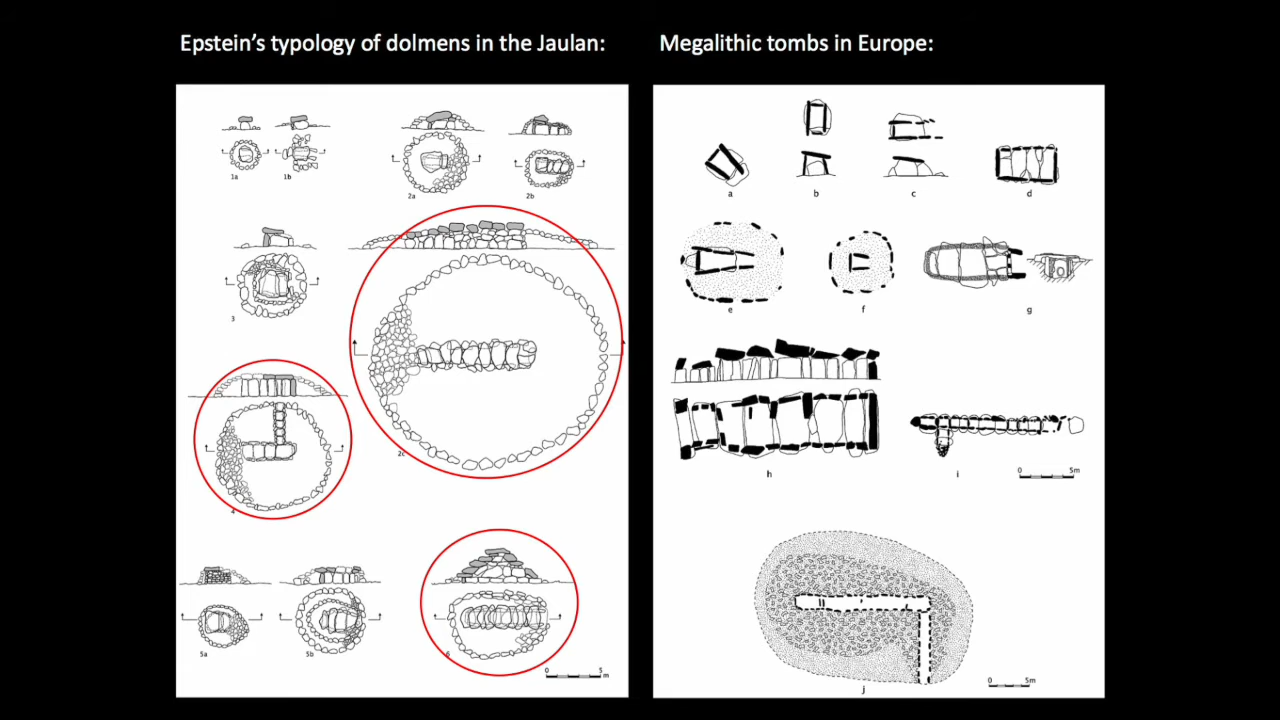 Epstein's typology of dolmens in the Jaulan:
1a
1b
2a
2b
3
2c
4
5a
5b
6
0 5
m
Megalithic tombs in Europe:
a
b
c
d
e
f
g
h
i
0 5m
j
0 5m